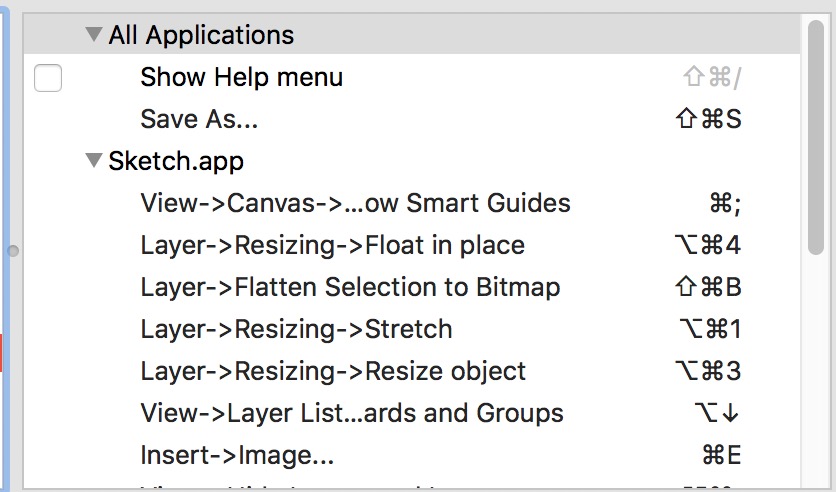 All Applications
Show Help menu ⇧⌘/
Save As... ⇧⌘S
Sketch.app
View->Canvas->...ow Smart Guides ⌘;
Layer->Resizing->Float in place ⌥⌘4
Layer->Flatten Selection to Bitmap ⇧⌘B
Layer->Resizing->Stretch ⌥⌘1
Layer->Resizing->Resize object ⌥⌘3
View->Layer List...ards and Groups ⌥↓
Insert->Image... ⌘E